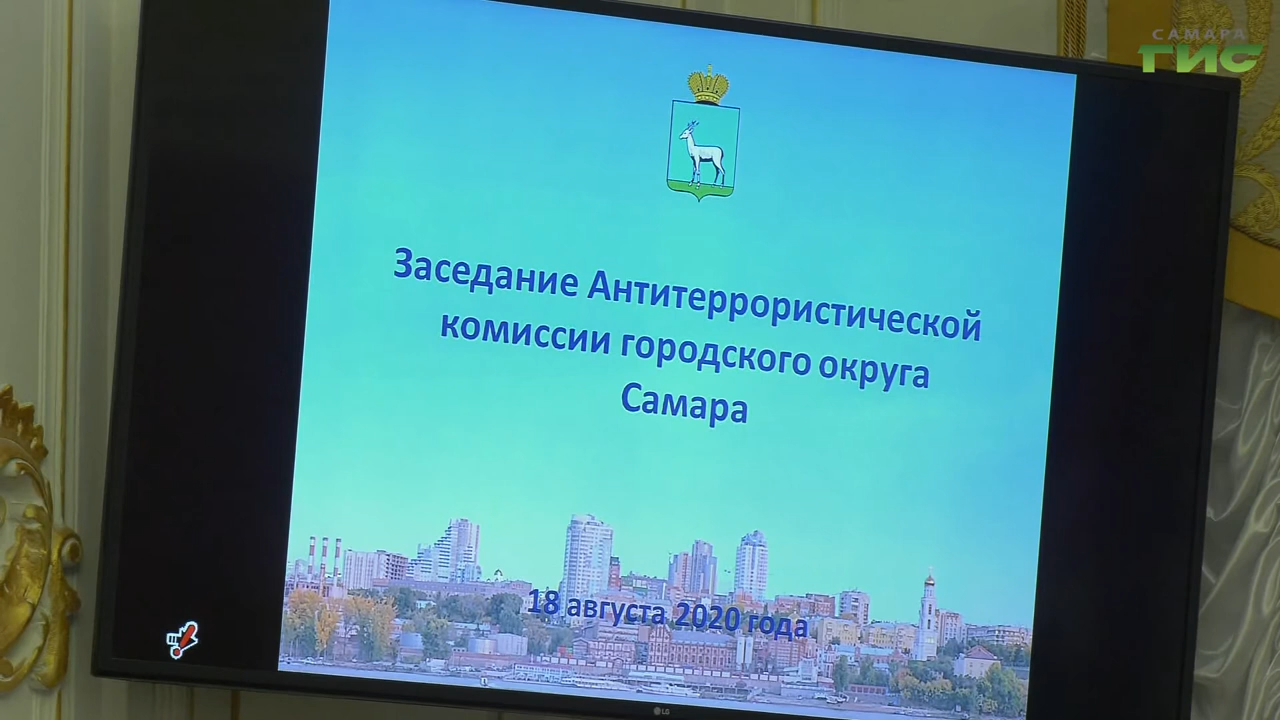 САМАРА
ГИС
Заседание Антитеррористической
комиссии городского округа
Самара
18 августа 2020 года
LG